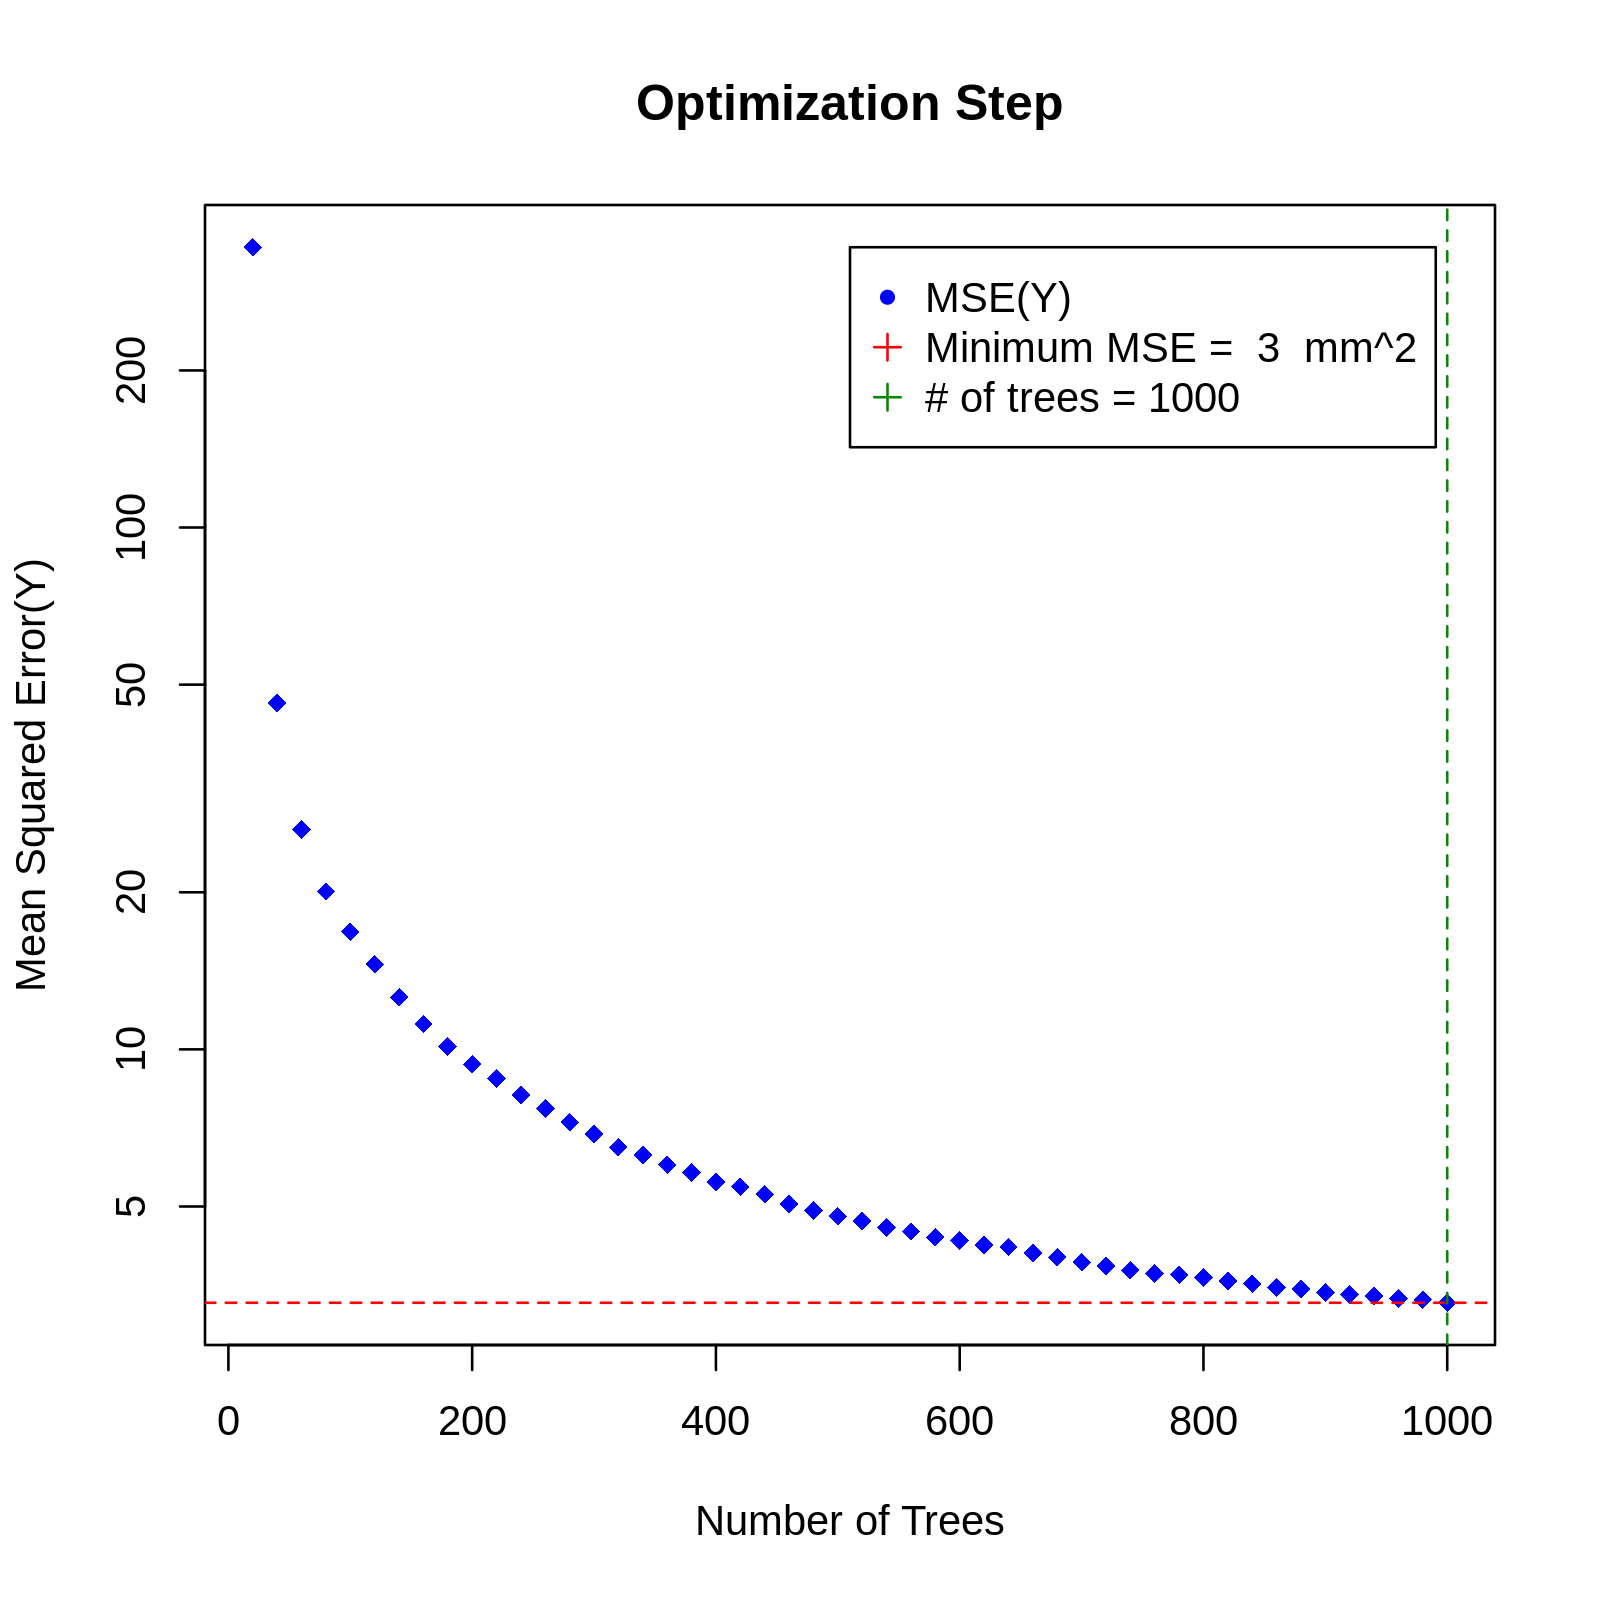 Optimization Step
MSE(Y)
Minimum MSE =  3  mm^2
# of trees = 1000
Mean Squared Error(Y)
200
100
50
20
10
5
0 200 400 600 800 1000
Number of Trees